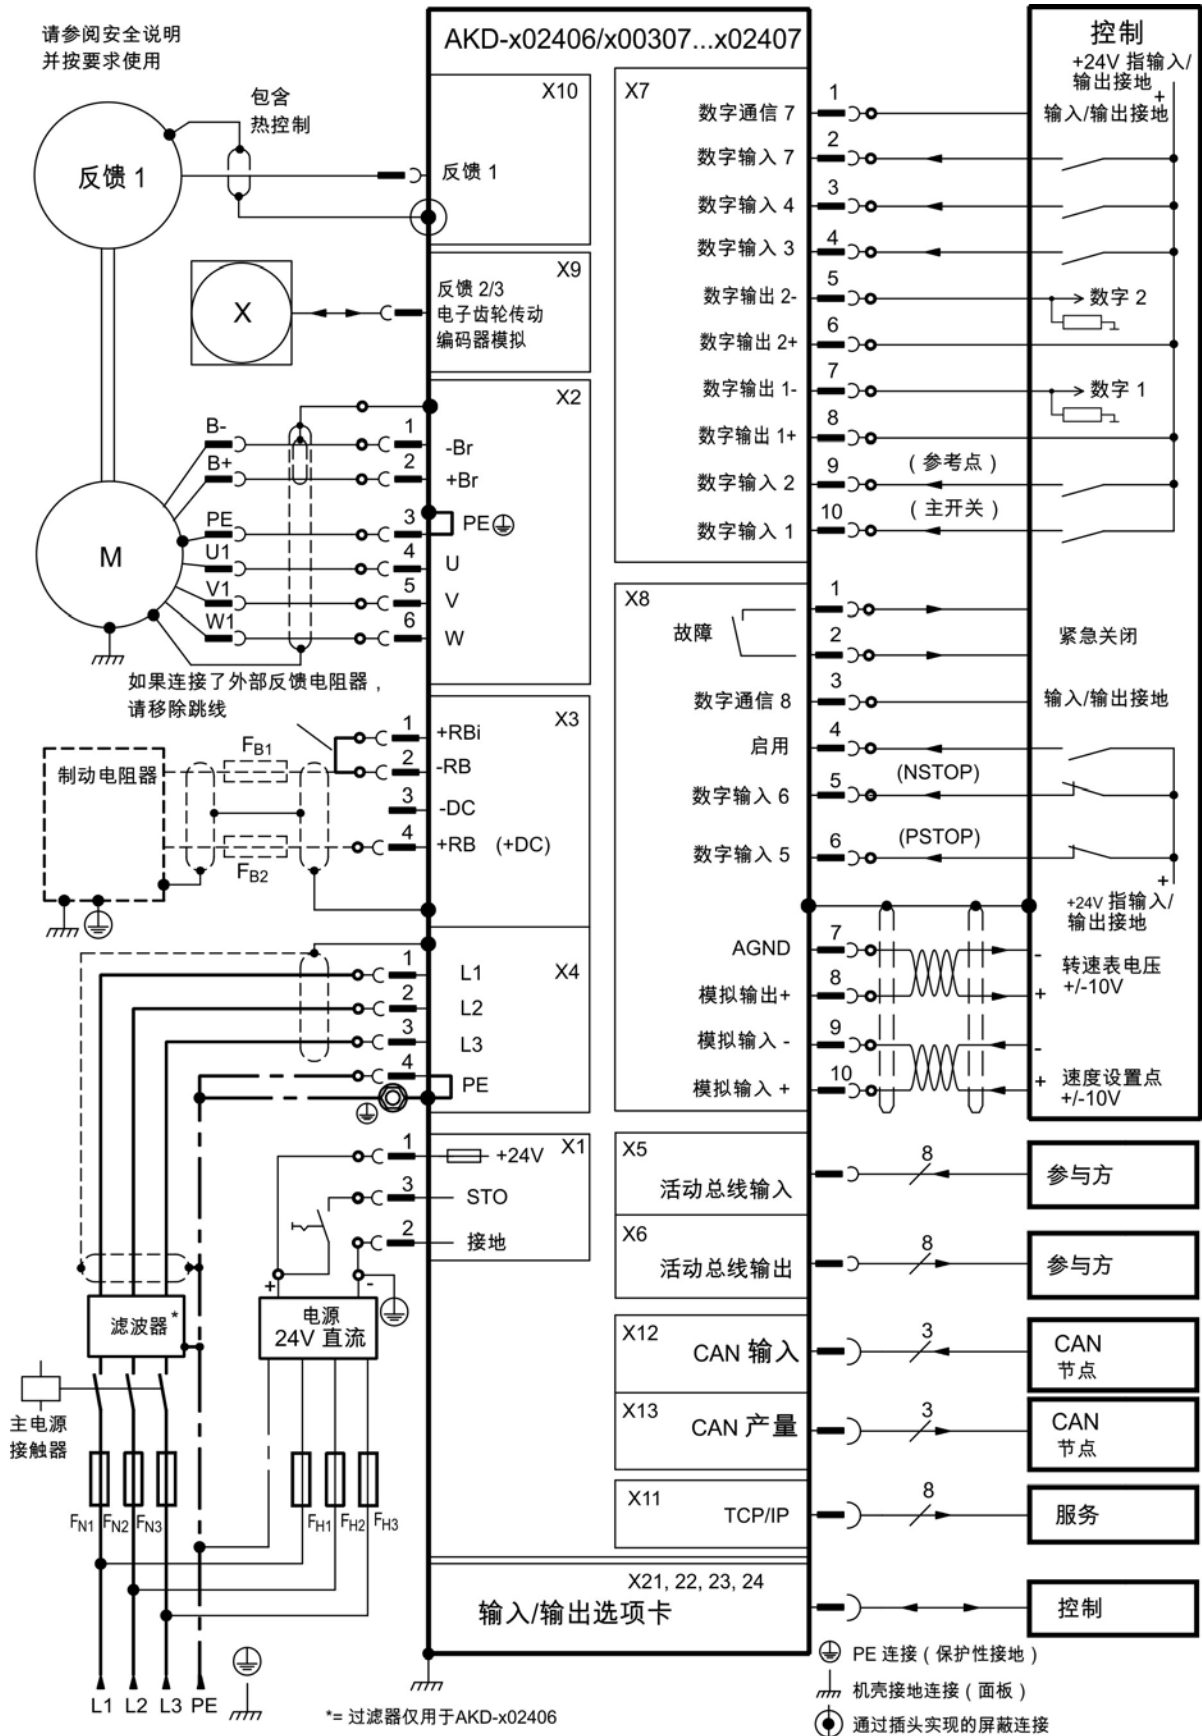 请参阅安全说明
并按要求使用
包含
热控制
反馈 1
X
B-
B+
PE
U1
V1
W1
M
如果连接了外部反馈电阻器，
请移除跳线
制动电阻器
FB1
FB2
AKD-x02406/x00307...x02407
X10
反馈 1
X9
反馈 2/3
电子齿轮传动
编码器模拟
X2
1 -Br
2 +Br
3 PE
4 U
5 V
6 W
X3
1 +RBi
2 -RB
3 -DC
4 +RB (+DC)
X4
1 L1
2 L2
3 L3
4 PE
X1
1 +24V
3 STO
2 接地
+ -
电源
24V 直流
滤波器*
主电源
接触器
FN1 FN2 FN3 FH1 FH2 FH3
L1 L2 L3 PE
*= 过滤器仅用于AKD-x02406
X7
数字通信 7 1
数字输入 7 2
数字输入 4 3
数字输入 3 4
数字输出 2- 5
数字输出 2+ 6
数字输出 1- 7
数字输出 1+ 8
数字输入 2 9 （参考点）
数字输入 1 10 （主开关）
X8
故障 1
2
数字通信 8 3
启用 4
数字输入 6 5 (NSTOP)
数字输入 5 6 (PSTOP)
AGND 7
模拟输出+ 8
模拟输入 - 9
模拟输入 + 10
控制
+24V 指输入/
输出接地
+
输入/输出接地
数字 2
数字 1
紧急关闭
输入/输出接地
+
+24V 指输入/
输出接地
-
转速表电压
+/-10V
+
-
+ 速度设置点
+/-10V
X5
活动总线输入 8 参与方
X6
活动总线输出 8 参与方
X12
CAN 输入 3 CAN
节点
X13
CAN 产量 3 CAN
节点
X11
TCP/IP 8 服务
X21, 22, 23, 24
输入/输出选项卡 控制
PE 连接（保护性接地）
机壳接地连接（面板）
通过插头实现的屏蔽连接